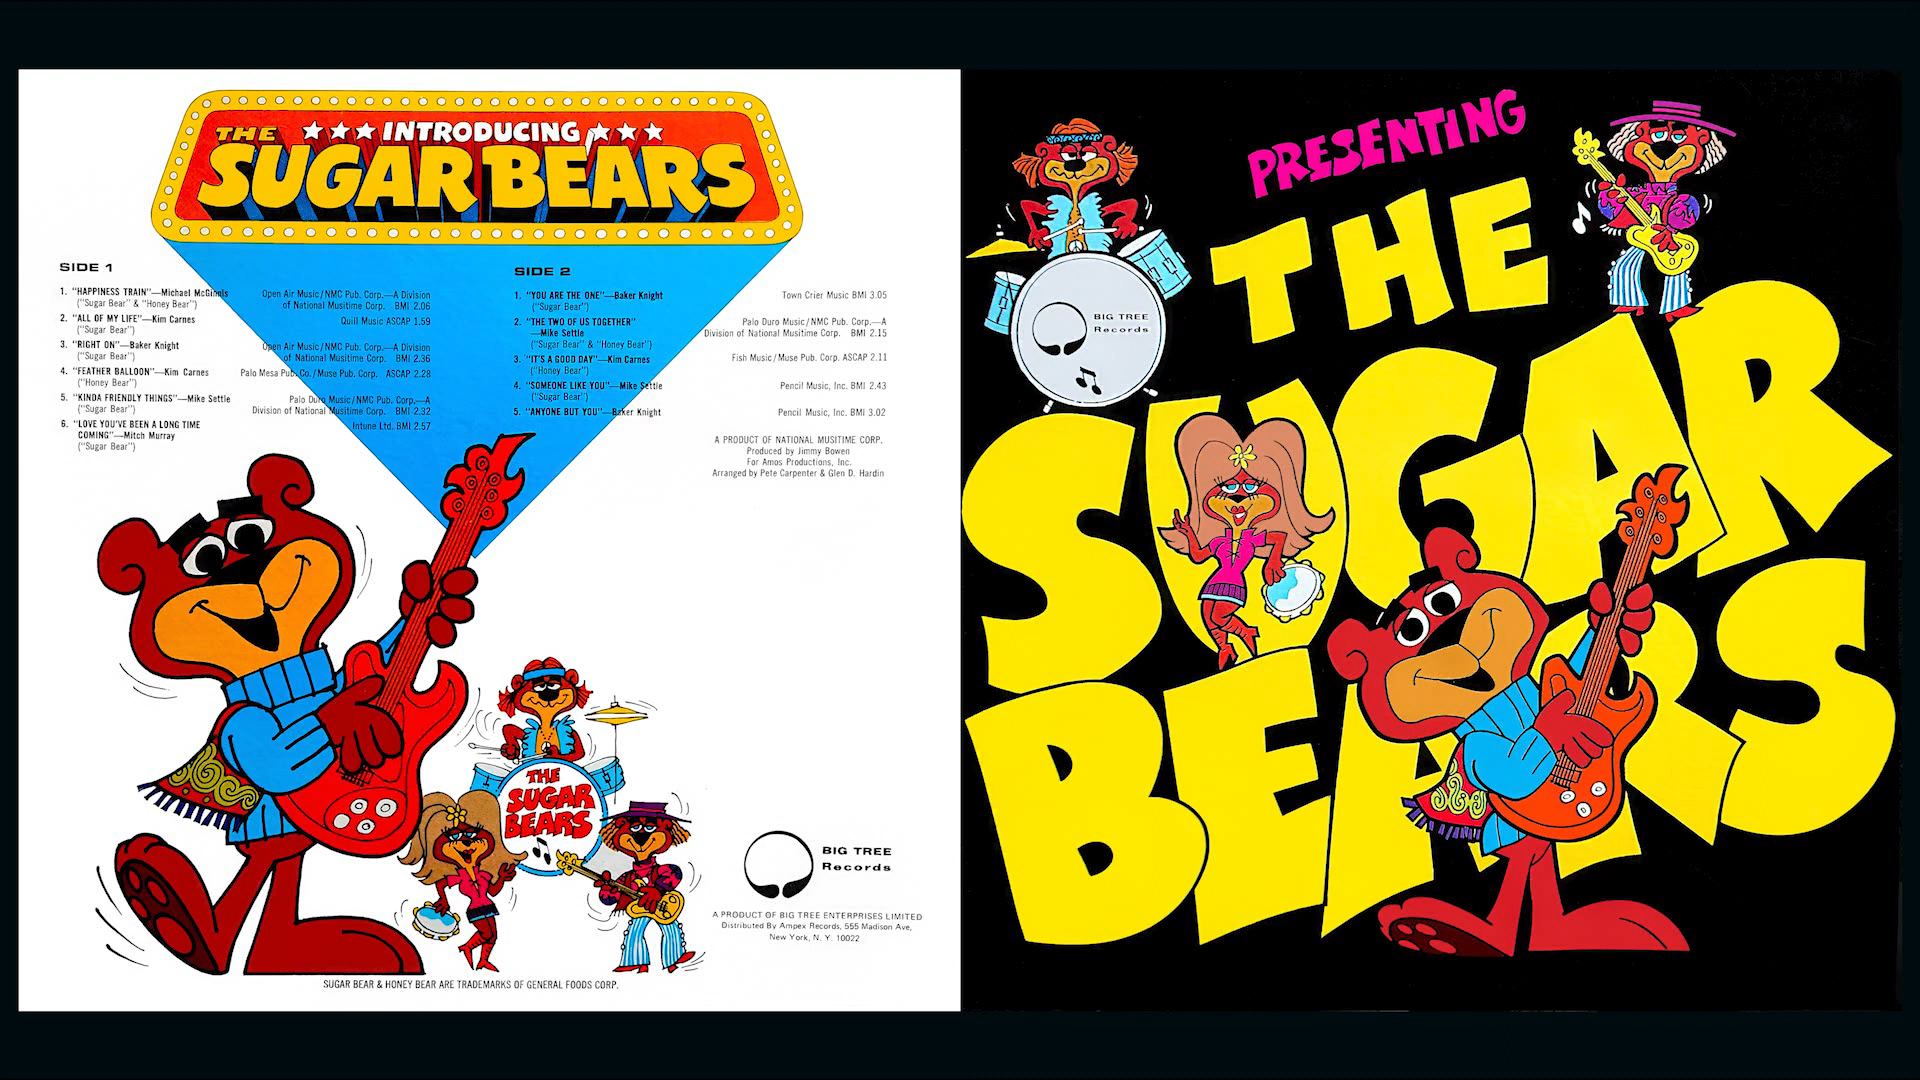 THE ★★★ INTRODUCING ★★★
SUGAR BEARS
SIDE 1
1. "HAPPINESS TRAIN"—Michael McGinnis
("Sugar Bear" & "Honey Bear")
Open Air Music/NMC Pub. Corp.—A Division
of National Musitime Corp. BMI 2.06
2. "ALL OF MY LIFE"—Kim Carnes
("Sugar Bear")
Quill Music ASCAP 1.59
3. "RIGHT ON"—Baker Knight
("Sugar Bear")
Open Air Music/NMC Pub. Corp.—A Division
of National Musitime Corp. BMI 2.36
4. "FEATHER BALLOON"—Kim Carnes
("Honey Bear")
Palo Mesa Pub. Co./Muse Pub. Corp. ASCAP 2.28
5. "KINDA FRIENDLY THINGS"—Mike Settle
("Sugar Bear")
Palo Duro Music/NMC Pub. Corp.—A
Division of National Musitime Corp. BMI 2.32
6. "LOVE YOU'VE BEEN A LONG TIME
COMING"—Mitch Murray
("Sugar Bear")
Intune Ltd. BMI 2.57
SIDE 2
1. "YOU ARE THE ONE"—Baker Knight
("Sugar Bear")
Town Crier Music BMI 3.05
2. "THE TWO OF US TOGETHER"
—Mike Settle
("Sugar Bear" & "Honey Bear")
Palo Duro Music/NMC Pub. Corp.—A
Division of National Musitime Corp. BMI 2.15
3. "IT'S A GOOD DAY"—Kim Carnes
("Honey Bear")
Fish Music/Muse Pub. Corp. ASCAP 2.11
4. "SOMEONE LIKE YOU"—Mike Settle
("Sugar Bear")
Pencil Music, Inc. BMI 2.43
5. "ANYONE BUT YOU"—Baker Knight
Pencil Music, Inc. BMI 3.02
A PRODUCT OF NATIONAL MUSITIME CORP.
Produced by Jimmy Bowen
For Amos Productions, Inc.
Arranged by Pete Carpenter & Glen D. Hardin
THE
SUGAR
BEARS
BIG TREE
Records
A PRODUCT OF BIG TREE ENTERPRISES LIMITED
Distributed By Ampex Records, 555 Madison Ave,
New York, N. Y. 10022
SUGAR BEAR & HONEY BEAR ARE TRADEMARKS OF GENERAL FOODS CORP.
PRESENTING
THE
SUGAR
BEARS
BIG TREE
Records